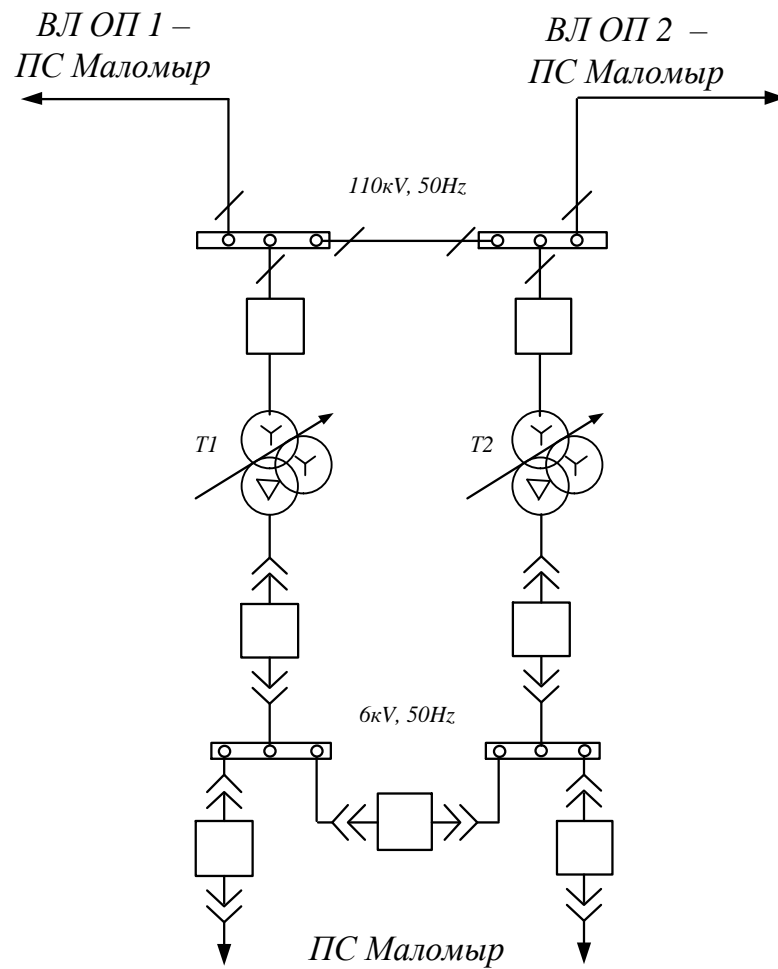 ВЛ ОП 1 –
ПС Маломыр
ВЛ ОП 2 –
ПС Маломыр
110кV, 50Hz
T1
T2
6кV, 50Hz
ПС Маломыр